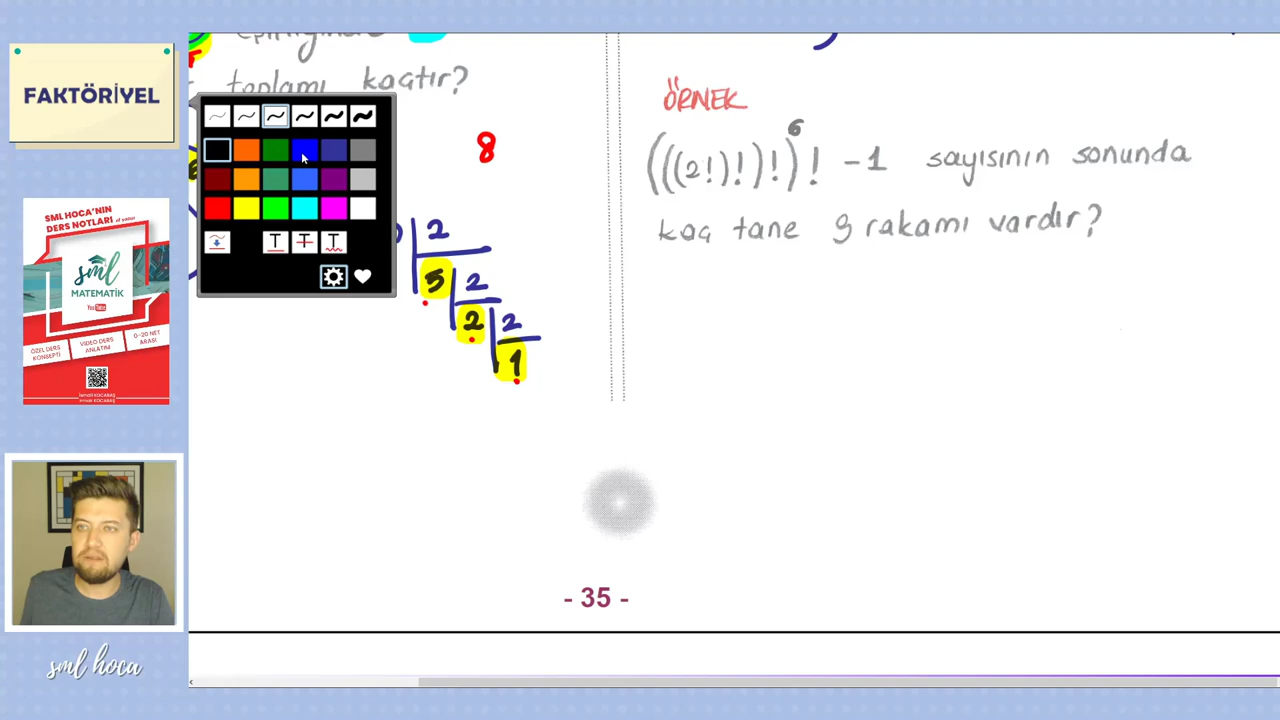 FAKTÖRİYEL
SML HOCA'NIN
DERS NOTLARI
sml
MATEMATİK
YouTube
ÖZEL DERS
KONSEPTİ
VİDEO DERS
ANLATIM
0-20 NET
ARASI
sml hoca
toplamı kaçtır?
8
2
5 2
2 2
1
T T T
ÖRNEK
(((2!)!)!)⁶! -1 sayısının sonunda
kaç tane 9 rakamı vardır?
- 35 -